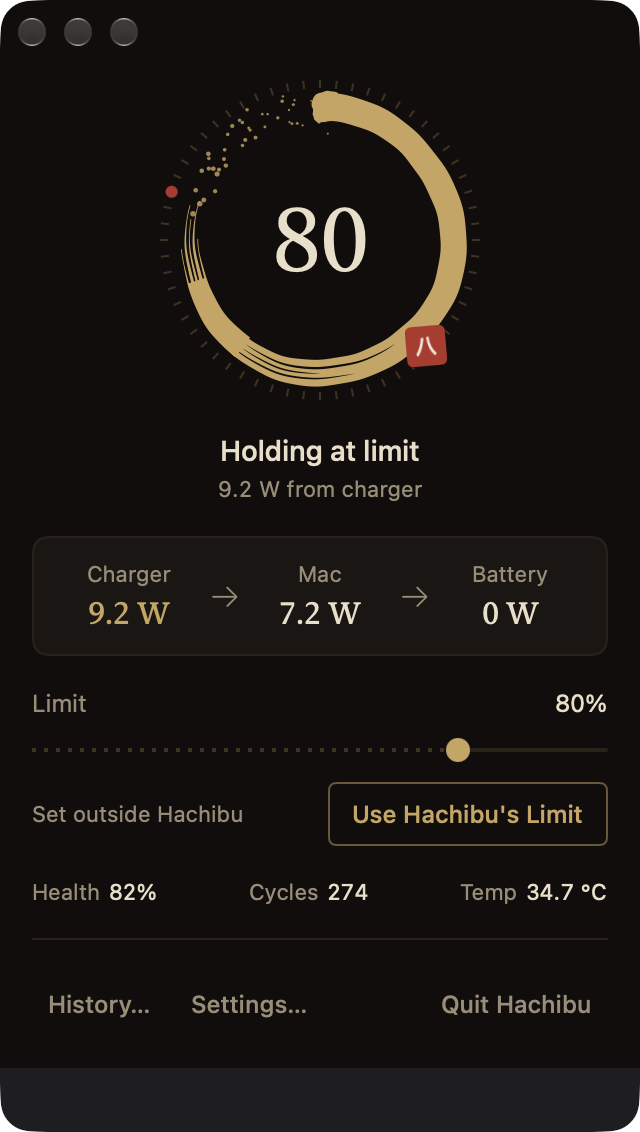 80
八
Holding at limit
9.2 W from charger
Charger → Mac → Battery
9.2 W 7.2 W 0 W
Limit 80%
Set outside Hachibu Use Hachibu's Limit
Health 82% Cycles 274 Temp 34.7 °C
History... Settings... Quit Hachibu